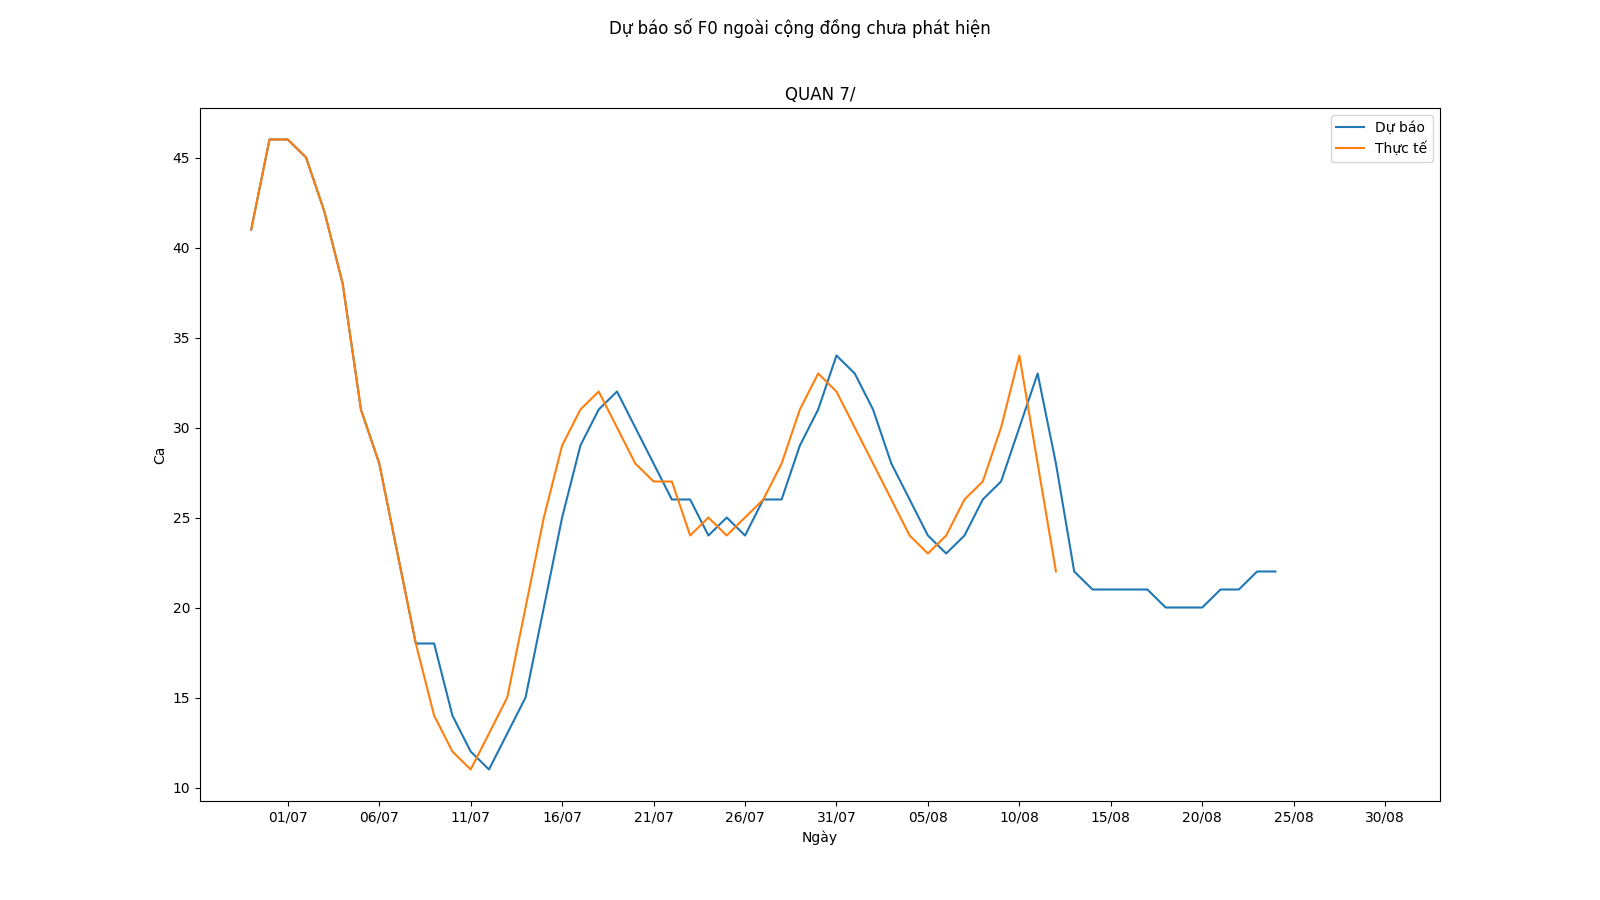 Dự báo số F0 ngoài cộng đồng chưa phát hiện
QUAN 7/
Dự báo
Thực tế
Ca
45
40
35
30
25
20
15
10
01/07 06/07 11/07 16/07 21/07 26/07 31/07 05/08 10/08 15/08 20/08 25/08 30/08
Ngày